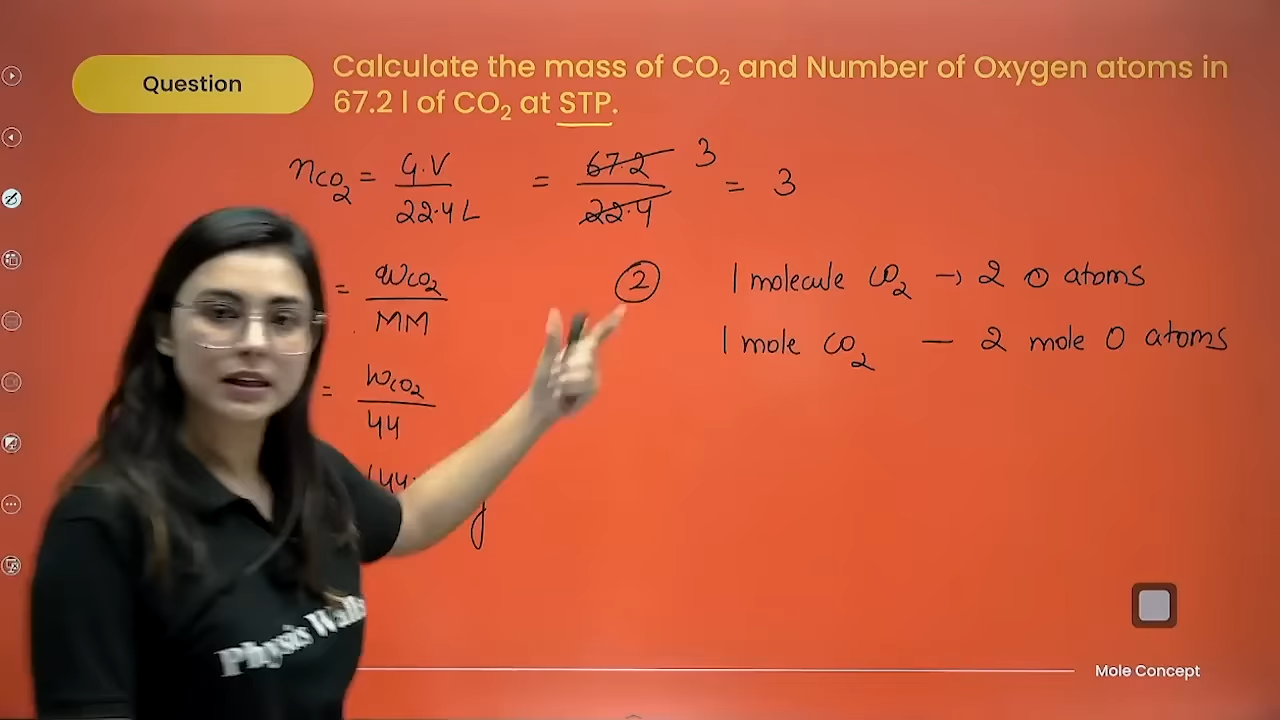 Question
Calculate the mass of CO₂ and Number of Oxygen atoms in
67.2 l of CO₂ at STP.
nCO₂ = G.V / 22.4L = 67.2 / 22.4 3 = 3
= WCO₂ / MM
= WCO₂ / 44
② 1 molecule CO₂ → 2 O atoms
1 mole CO₂ — 2 mole O atoms
g
Physics Wallah
Mole Concept